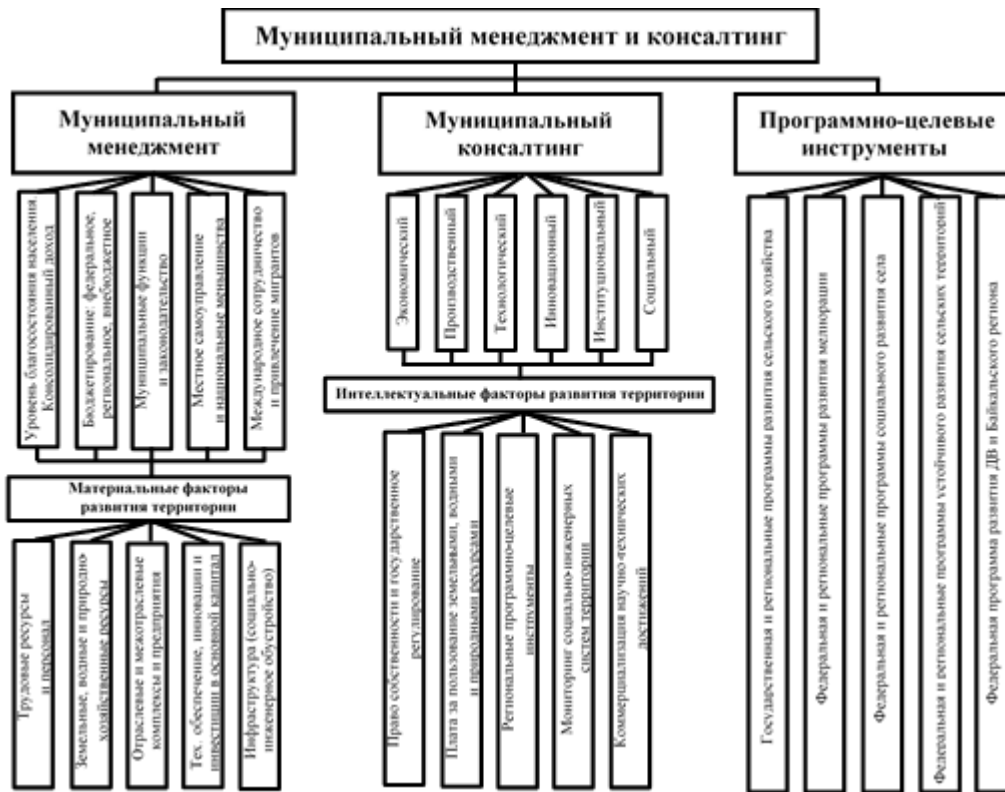 Муниципальный менеджмент и консалтинг
Муниципальный
менеджмент
Муниципальный
консалтинг
Программно-целевые
инструменты
Уровень благосостояния населения.
Консолидированный доход
Бюджетирование: федеральное,
региональное, внебюджетное
Муниципальные функции
и законодательство
Местное самоуправление
и национальные меньшинства
Международное сотрудничество
и привлечение мигрантов
Материальные факторы
развития территории
Трудовые ресурсы
и персонал
Земельные, водные и природно-
хозяйственные ресурсы
Отраслевые и межотраслевые
комплексы и предприятия
Тех. обеспечение, инновации и
инвестиции в основной капитал
Инфраструктура (социально-
инженерное обустройство)
Экономический
Производственный
Технологический
Инновационный
Институциональный
Социальный
Интеллектуальные факторы развития территории
Право собственности и государственное
регулирование
Плата за пользование земельными, водными
и природными ресурсами
Региональные программно-целевые
инструменты
Мониторинг социально-инженерных
систем территории
Коммерциализация научно-технических
достижений
Государственная и региональные программы развития сельского хозяйства
Федеральная и региональные программы развития мелиорации
Федеральная и региональные программы социального развития села
Федеральная и региональные программы устойчивого развития сельских территорий
Федеральная программа развития ДВ и Байкальского региона